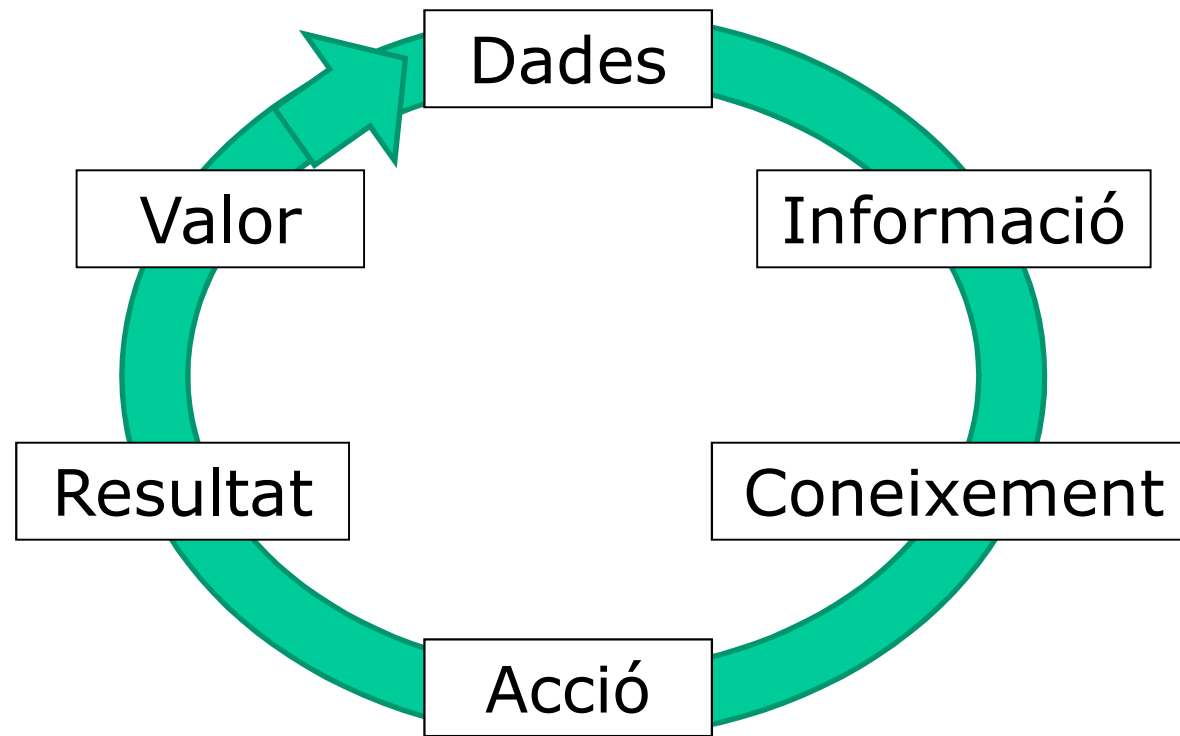 Dades
Informació
Coneixement
Acció
Resultat
Valor